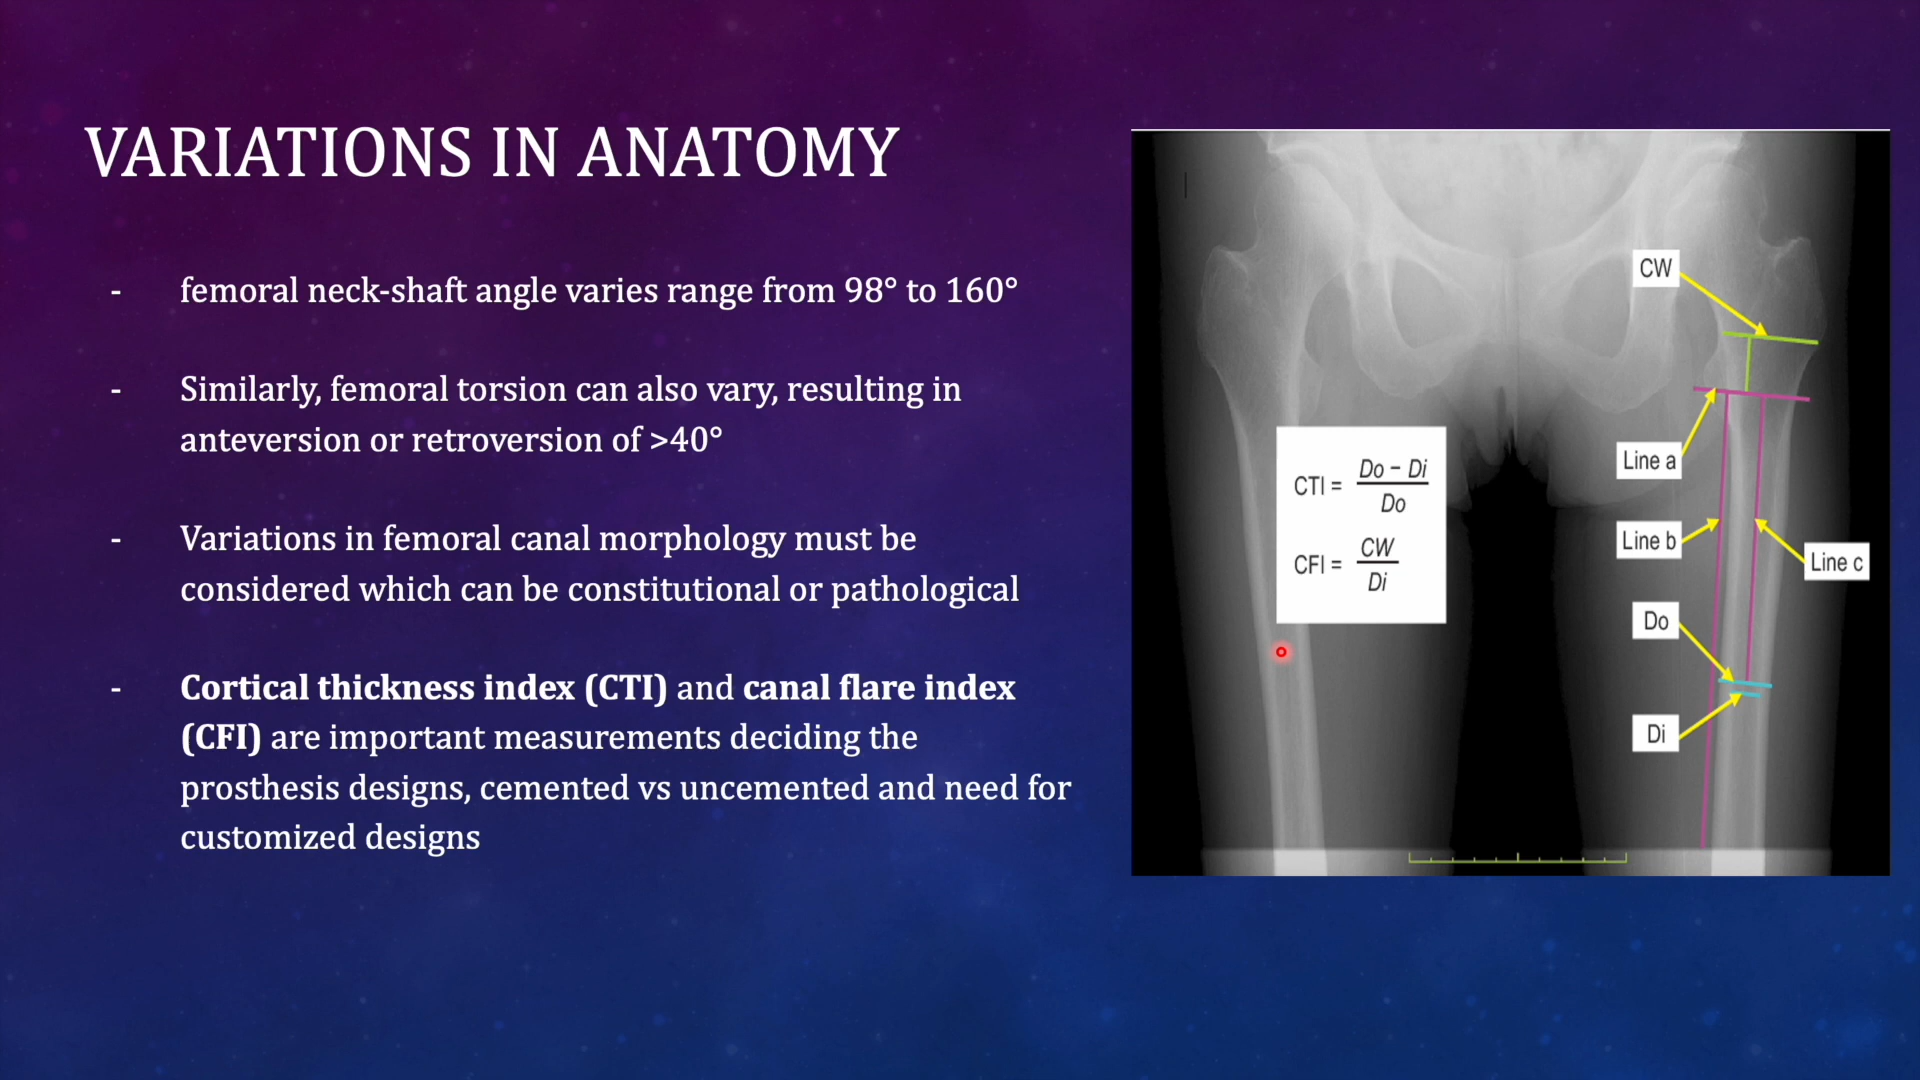 VARIATIONS IN ANATOMY
- femoral neck-shaft angle varies range from 98° to 160°
- Similarly, femoral torsion can also vary, resulting in
anteversion or retroversion of >40°
- Variations in femoral canal morphology must be
considered which can be constitutional or pathological
- Cortical thickness index (CTI) and canal flare index
(CFI) are important measurements deciding the
prosthesis designs, cemented vs uncemented and need for
customized designs
CW
Line a
CTI = Do – Di / Do
CFI = CW / Di
Line b
Line c
Do
Di